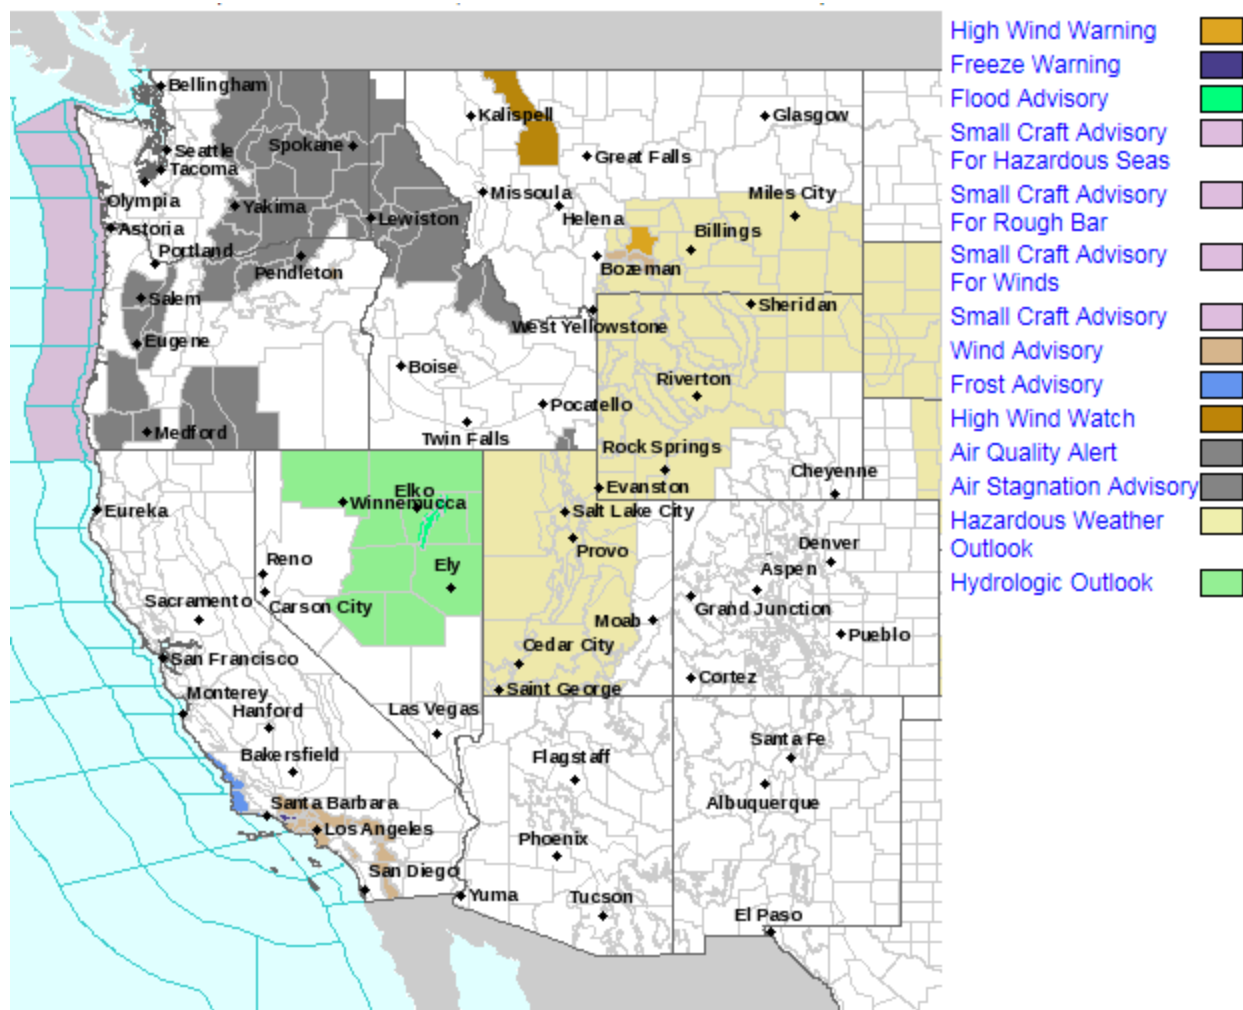 High Wind Warning
Freeze Warning
Flood Advisory
Small Craft Advisory
For Hazardous Seas
Small Craft Advisory
For Rough Bar
Small Craft Advisory
For Winds
Small Craft Advisory
Wind Advisory
Frost Advisory
High Wind Watch
Air Quality Alert
Air Stagnation Advisory
Hazardous Weather
Outlook
Hydrologic Outlook
Bellingham
Kalispell
Glasgow
Seattle
Spokane
Great Falls
Tacoma
Olympia
Yakima
Lewiston
Missoula
Helena
Miles City
Astoria
Portland
Pendleton
Billings
Bozeman
Salem
Sheridan
Eugene
West Yellowstone
Boise
Riverton
Pocatello
Medford
Twin Falls
Rock Springs
Cheyenne
Evanston
Elko
Winnemucca
Eureka
Salt Lake City
Provo
Denver
Reno
Ely
Aspen
Sacramento
Carson City
Grand Junction
Moab
Pueblo
San Francisco
Cedar City
Cortez
Monterey
Saint George
Hanford
Las Vegas
Bakersfield
Flagstaff
Santa Fe
Santa Barbara
Albuquerque
Los Angeles
Phoenix
San Diego
Yuma
Tucson
El Paso